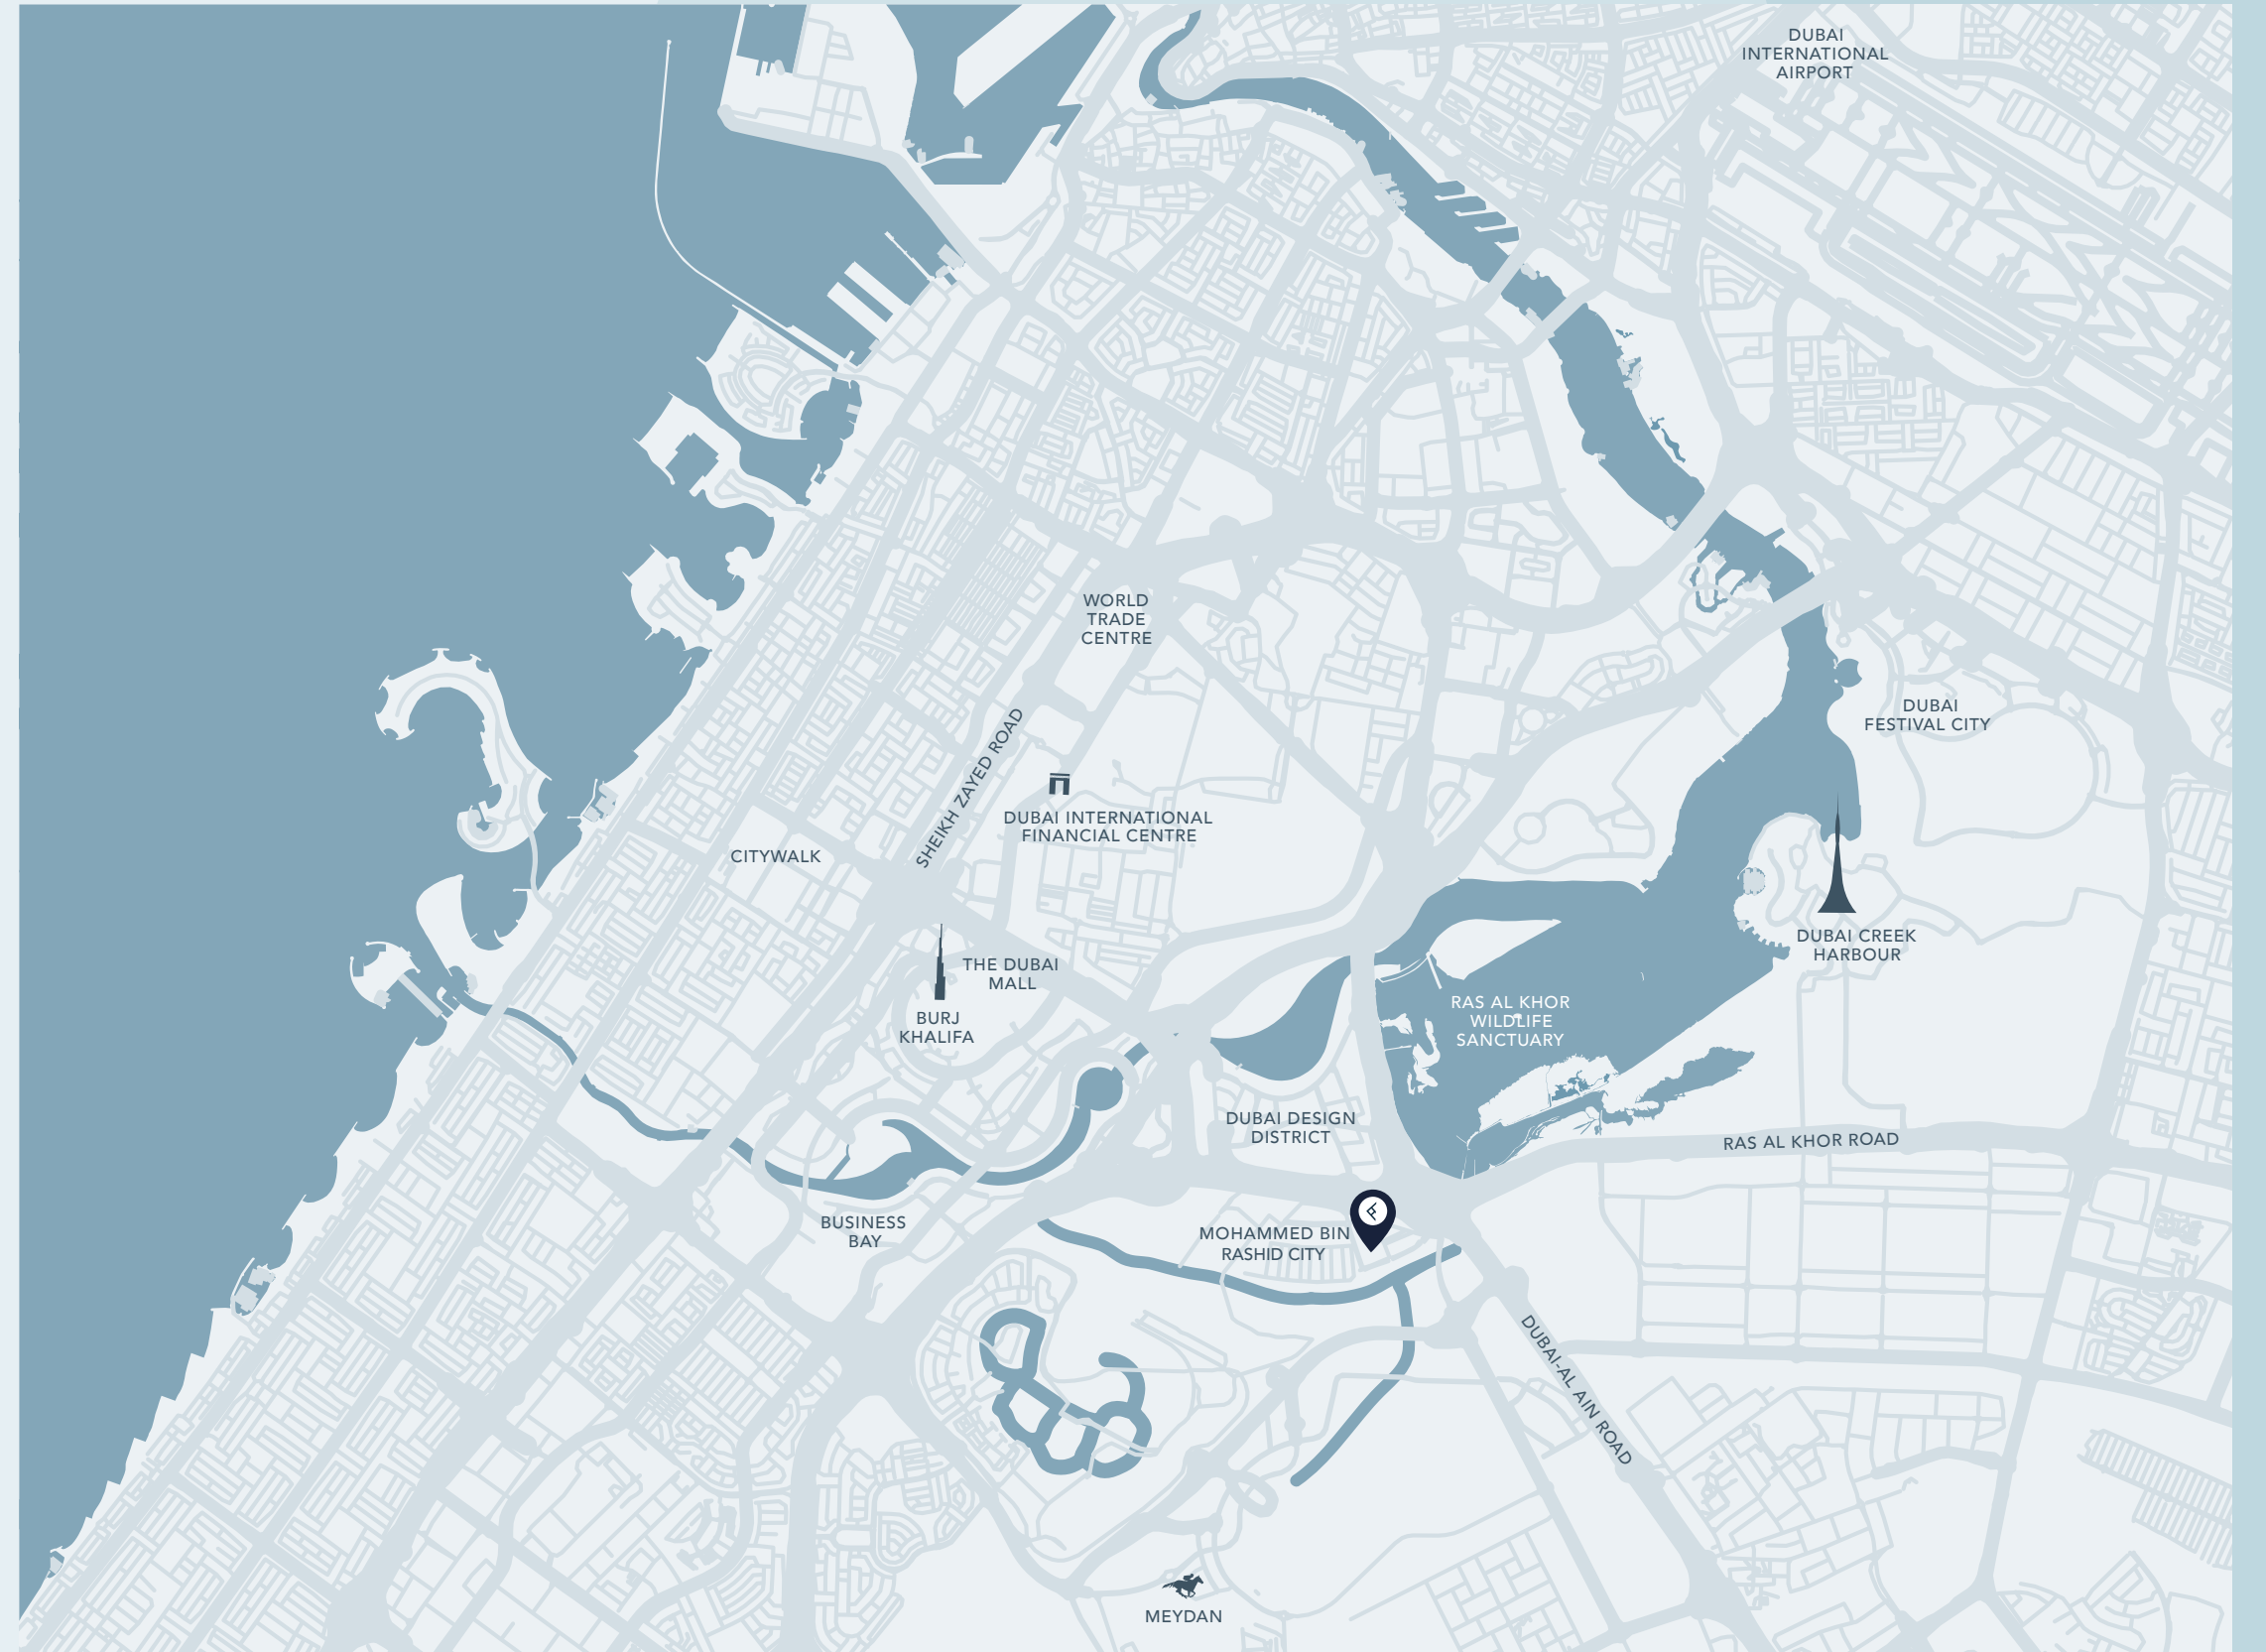 DUBAI
INTERNATIONAL
AIRPORT
WORLD
TRADE
CENTRE
DUBAI
FESTIVAL CITY
SHEIKH ZAYED ROAD
DUBAI INTERNATIONAL
FINANCIAL CENTRE
CITYWALK
DUBAI CREEK
HARBOUR
THE DUBAI
MALL
BURJ
KHALIFA
RAS AL KHOR
WILDLIFE
SANCTUARY
DUBAI DESIGN
DISTRICT
RAS AL KHOR ROAD
BUSINESS
BAY
MOHAMMED BIN
RASHID CITY
DUBAI-AL AIN ROAD
MEYDAN